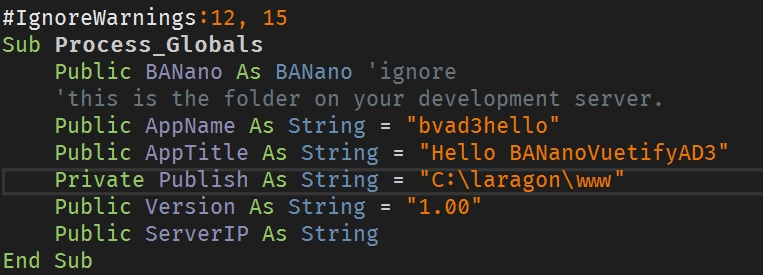 #IgnoreWarnings:12, 15
Sub Process_Globals
    Public BANano As BANano 'ignore
    'this is the folder on your development server.
    Public AppName As String = "bvad3hello"
    Public AppTitle As String = "Hello BANanoVuetifyAD3"
    Private Publish As String = "C:\laragon\www"
    Public Version As String = "1.00"
    Public ServerIP As String
End Sub